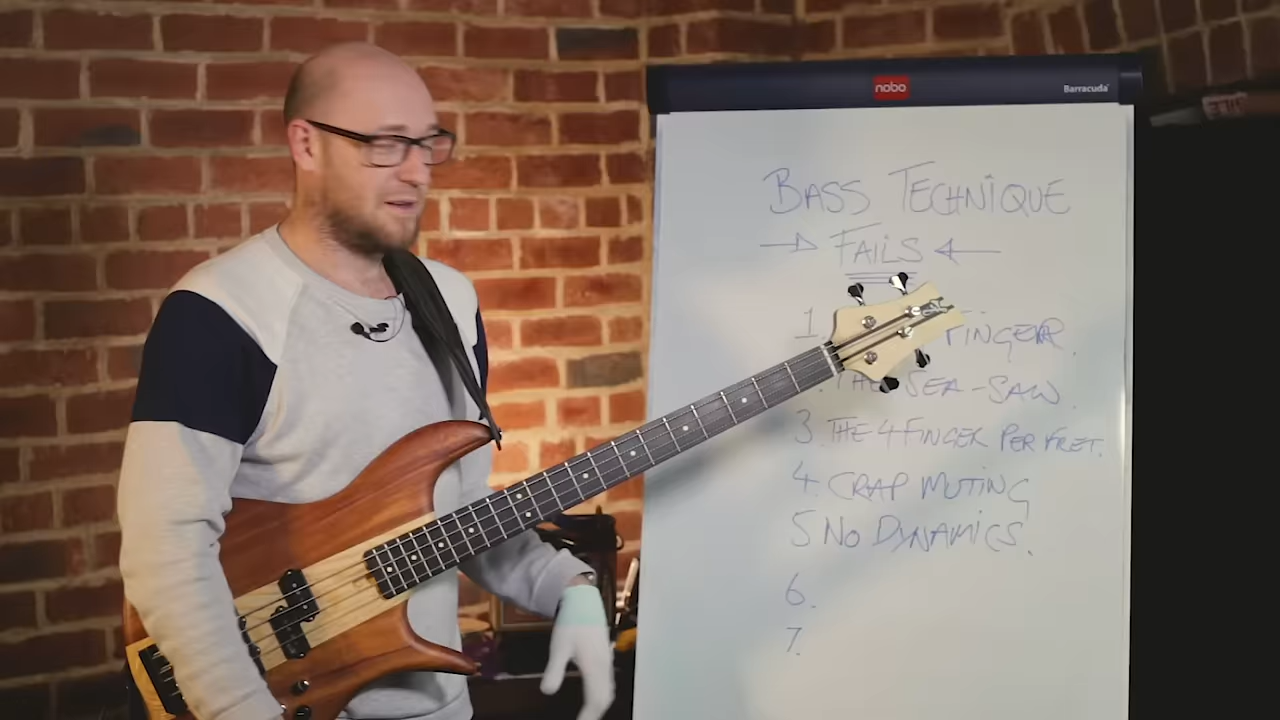 nobo
Barracuda
BASS TECHNIQUE
FAILS
1. FINGER.
THE SEA-SAW
3. THE 4 FINGER PER FRET.
4. CRAP MUTING
5 NO DYNAMICS.
6.
7.